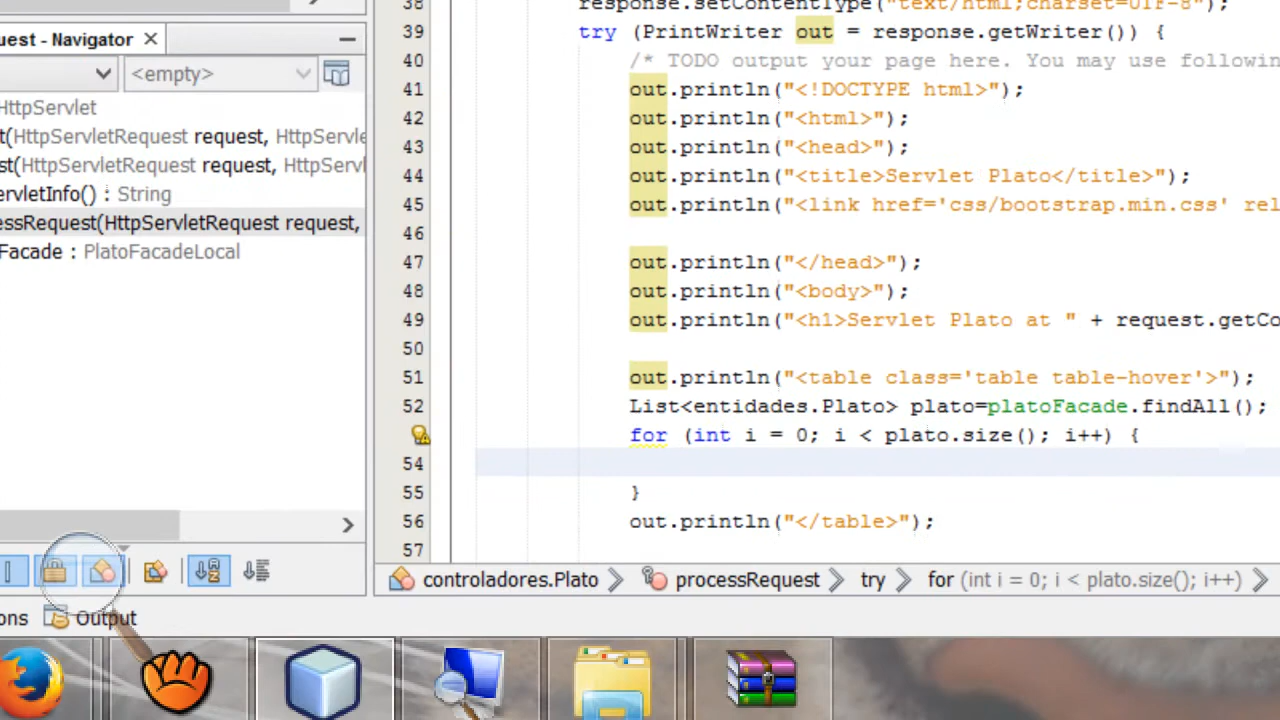 uest - Navigator
<empty>
HttpServlet
t(HttpServletRequest request, HttpServle
st(HttpServletRequest request, HttpServl
ervletInfo() : String
essRequest(HttpServletRequest request,
Facade : PlatoFacadeLocal
ons
Output
38 response.setContentType("text/html;charset=UTF-8");
39 try (PrintWriter out = response.getWriter()) {
40 /* TODO output your page here. You may use followin
41 out.println("<!DOCTYPE html>");
42 out.println("<html>");
43 out.println("<head>");
44 out.println("<title>Servlet Plato</title>");
45 out.println("<link href='css/bootstrap.min.css' rel
46
47 out.println("</head>");
48 out.println("<body>");
49 out.println("<h1>Servlet Plato at " + request.getCo
50
51 out.println("<table class='table table-hover'>");
52 List<entidades.Plato> plato=platoFacade.findAll();
for (int i = 0; i < plato.size(); i++) {
54
55 }
56 out.println("</table>");
57
controladores.Plato processRequest try for (int i = 0; i < plato.size(); i++)